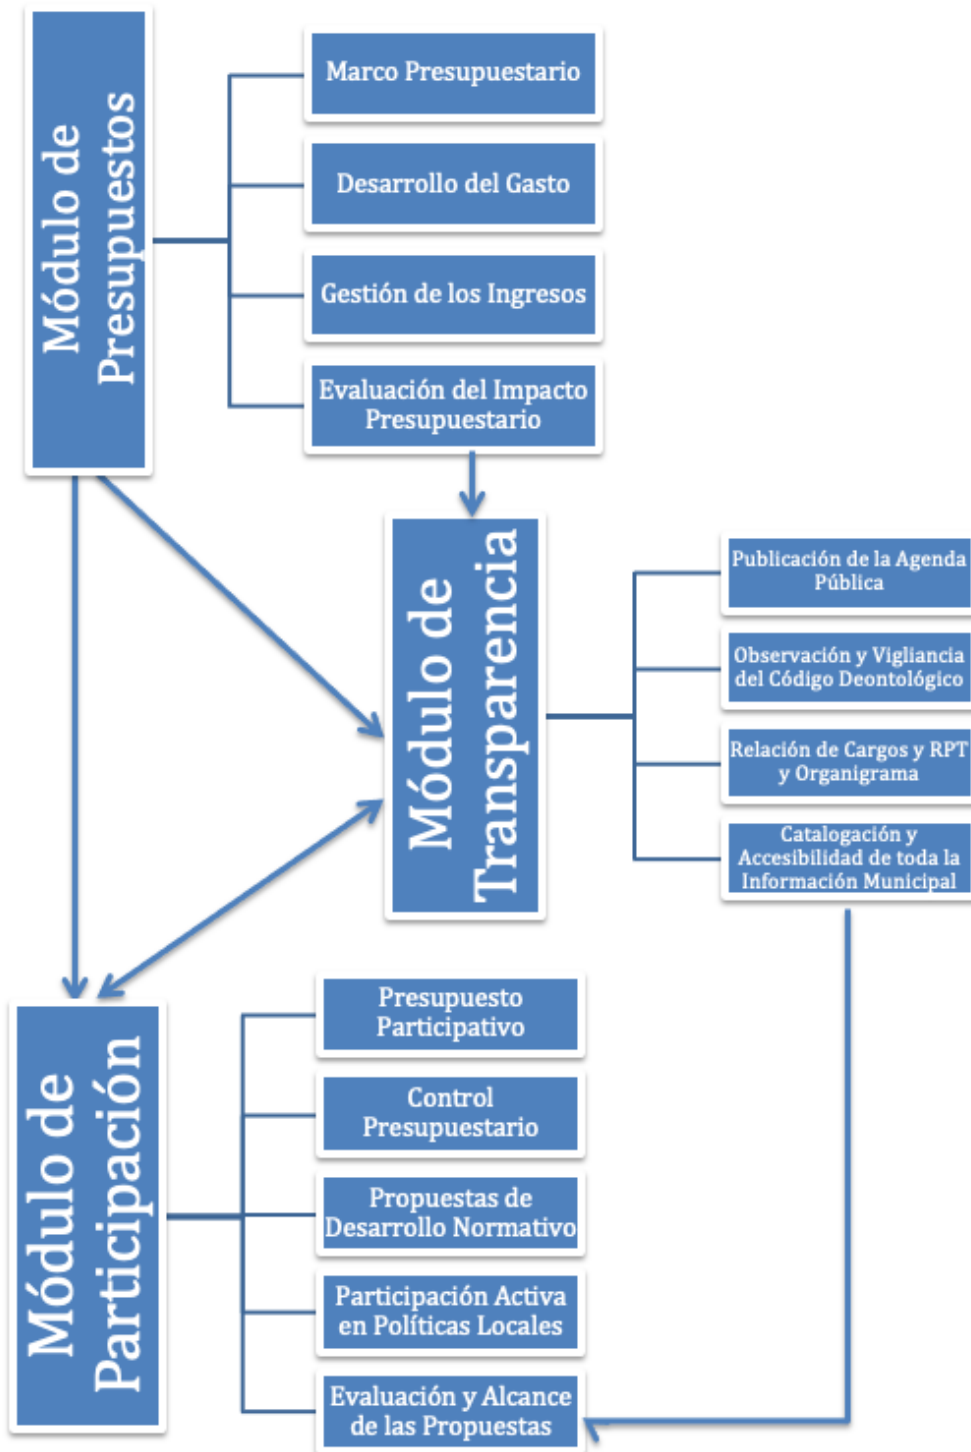 Módulo de
Presupuestos
Marco Presupuestario
Desarrollo del Gasto
Gestión de los Ingresos
Evaluación del Impacto
Presupuestario
Módulo de
Transparencia
Publicación de la Agenda
Pública
Observación y Vigliancia
del Código Deontológico
Relación de Cargos y RPT
y Organigrama
Catalogación y
Accesibilidad de toda la
Información Municipal
Módulo de
Participación
Presupuesto
Participativo
Control
Presupuestario
Propuestas de
Desarrollo Normativo
Participación Activa
en Políticas Locales
Evaluación y Alcance
de las Propuestas